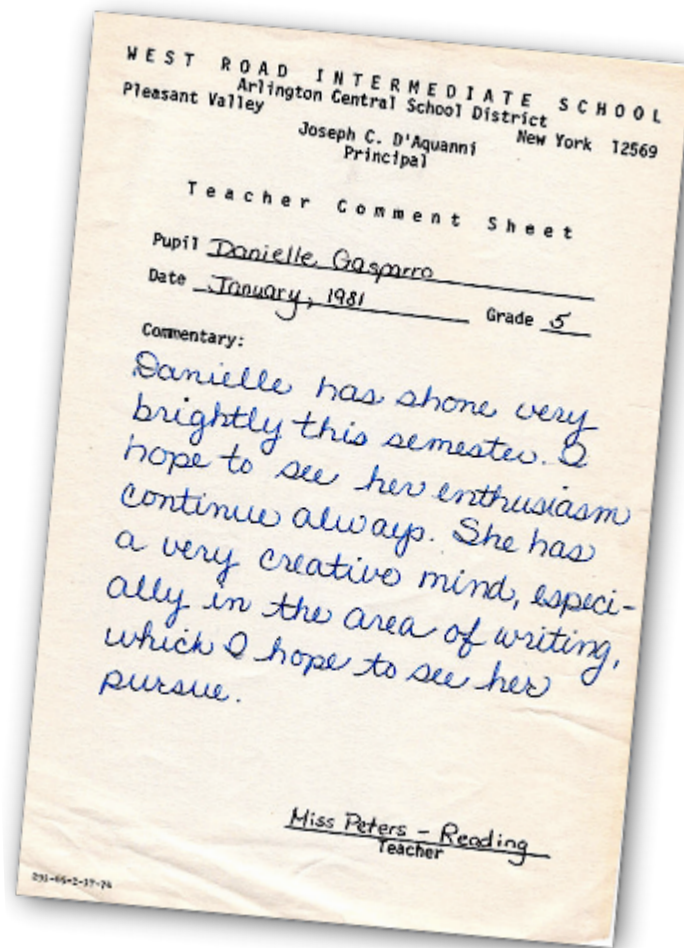 WEST ROAD INTERMEDIATE SCHOOL
Arlington Central School District
Pleasant Valley New York 12569
Joseph C. D'Aquanni
Principal
Teacher Comment Sheet
Pupil Danielle Gasparro
Date January, 1981 Grade 5
Commentary:
Danielle has shone very
brightly this semester. I
hope to see her enthusiasm
continue always. She has
a very creative mind, especi-
ally in the area of writing,
which I hope to see her
pursue.
Miss Peters - Reading
Teacher